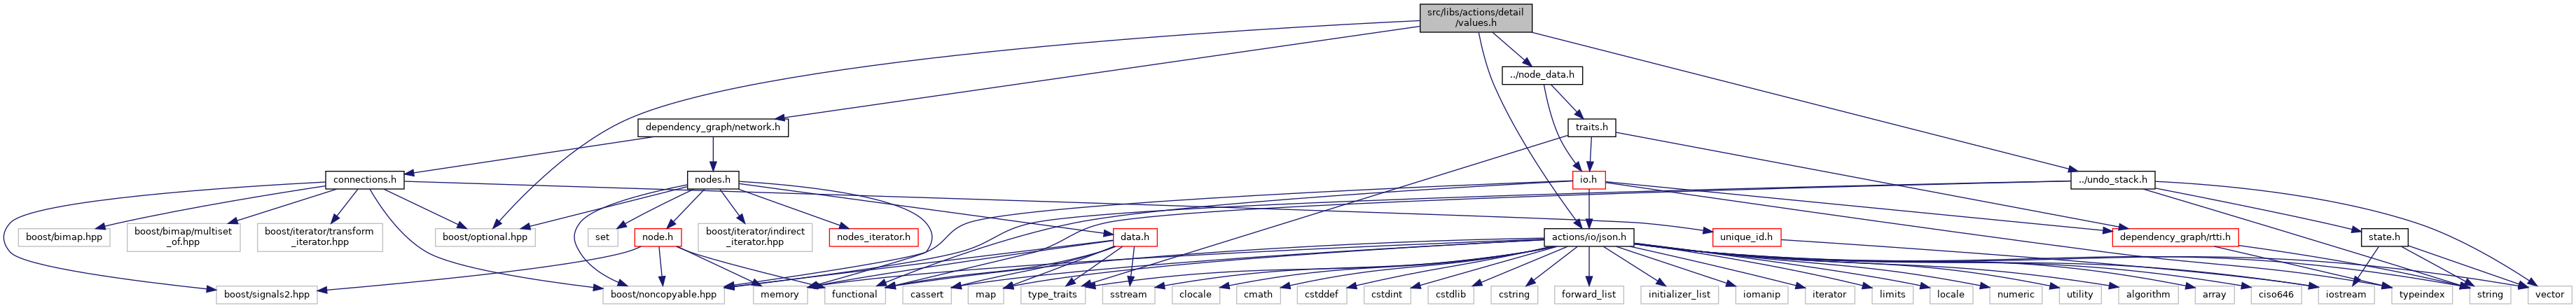 src/libs/actions/detail
/values.h
../node_data.h
dependency_graph/network.h
traits.h
connections.h
nodes.h
io.h
../undo_stack.h
boost/bimap.hpp
boost/bimap/multiset
_of.hpp
boost/iterator/transform
_iterator.hpp
boost/optional.hpp
set
node.h
boost/iterator/indirect
_iterator.hpp
nodes_iterator.h
data.h
actions/io/json.h
unique_id.h
dependency_graph/rtti.h
state.h
boost/signals2.hpp
boost/noncopyable.hpp
memory
functional
cassert
map
type_traits
sstream
clocale
cmath
cstddef
cstdint
cstdlib
cstring
forward_list
initializer_list
iomanip
iterator
limits
locale
numeric
utility
algorithm
array
ciso646
iostream
typeindex
string
vector